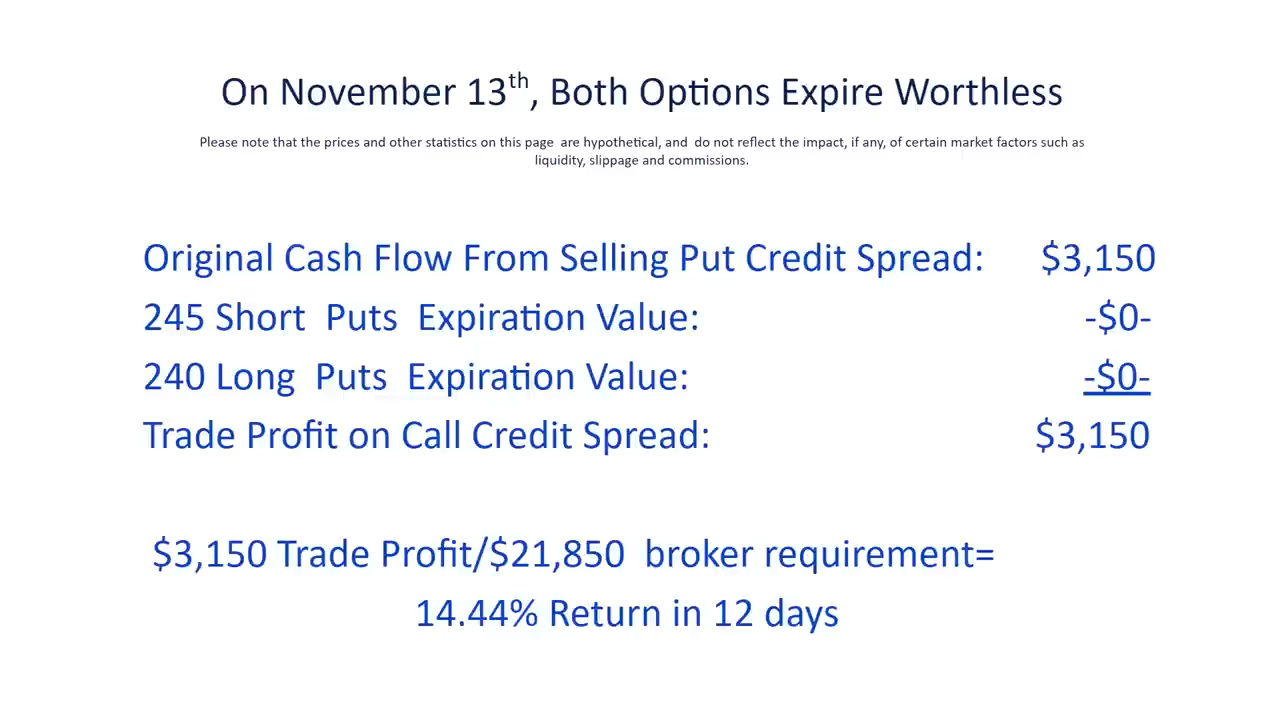 On November 13th, Both Options Expire Worthless
Please note that the prices and other statistics on this page are hypothetical, and do not reflect the impact, if any, of certain market factors such as
liquidity, slippage and commissions.
Original Cash Flow From Selling Put Credit Spread: $3,150
245 Short Puts Expiration Value: -$0-
240 Long Puts Expiration Value: -$0-
Trade Profit on Call Credit Spread: $3,150
$3,150 Trade Profit/$21,850 broker requirement=
14.44% Return in 12 days